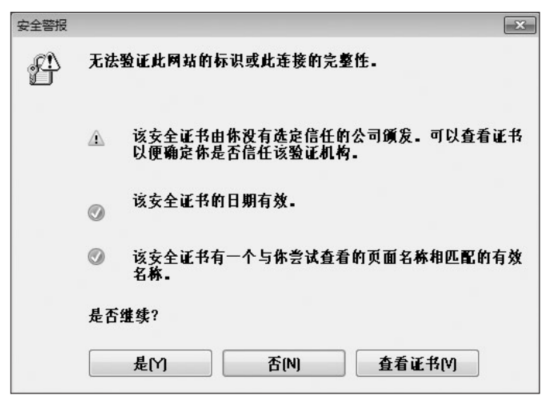 安全警报
无法验证此网站的标识或此连接的完整性。
该安全证书由你没有选定信任的公司颁发。可以查看证书
以便确定你是否信任该验证机构。
该安全证书的日期有效。
该安全证书有一个与你尝试查看的页面名称相匹配的有效
名称。
是否继续?
是(Y) 否(N) 查看证书(V)